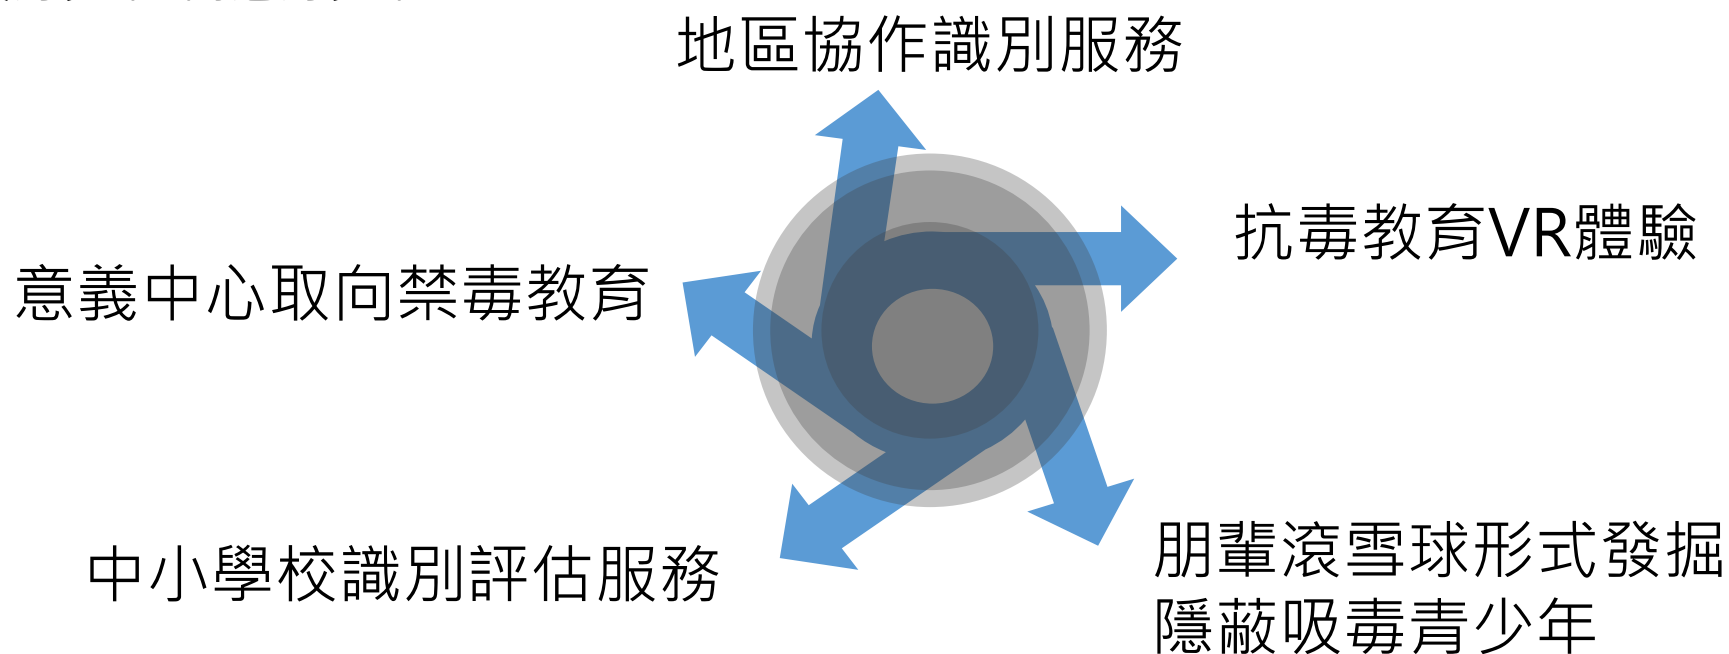 地區協作識別服務
抗毒教育VR體驗
意義中心取向禁毒教育
朋輩滾雪球形式發掘
隱蔽吸毒青少年
中小學校識別評估服務